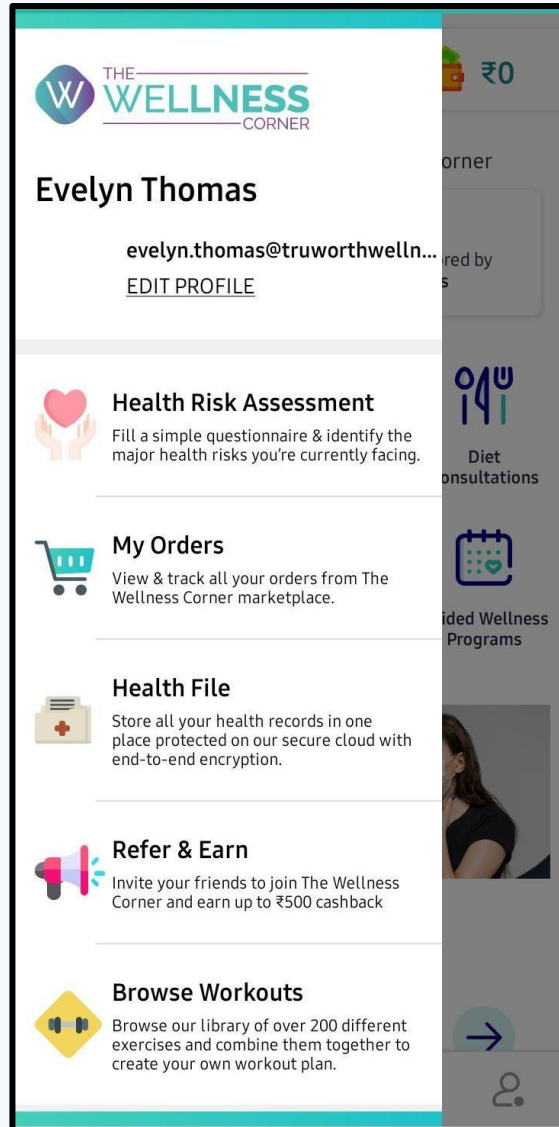 THE
WELLNESS
CORNER
Evelyn Thomas
evelyn.thomas@truworthwelln...
EDIT PROFILE
Health Risk Assessment
Fill a simple questionnaire & identify the
major health risks you're currently facing.
My Orders
View & track all your orders from The
Wellness Corner marketplace.
Health File
Store all your health records in one
place protected on our secure cloud with
end-to-end encryption.
Refer & Earn
Invite your friends to join The Wellness
Corner and earn up to ₹500 cashback
Browse Workouts
Browse our library of over 200 different
exercises and combine them together to
create your own workout plan.
₹0
orner
red by
s
Diet
onsultations
ided Wellness
Programs